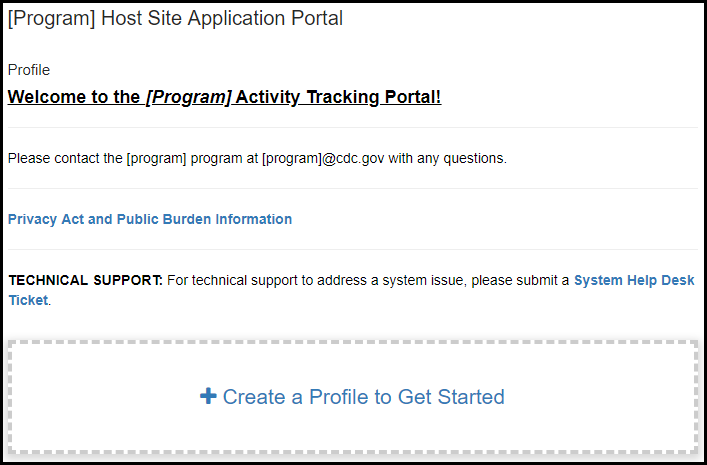 [Program] Host Site Application Portal
Profile
Welcome to the [Program] Activity Tracking Portal!
Please contact the [program] program at [program]@cdc.gov with any questions.
Privacy Act and Public Burden Information
TECHNICAL SUPPORT: For technical support to address a system issue, please submit a System Help Desk
Ticket.
+ Create a Profile to Get Started